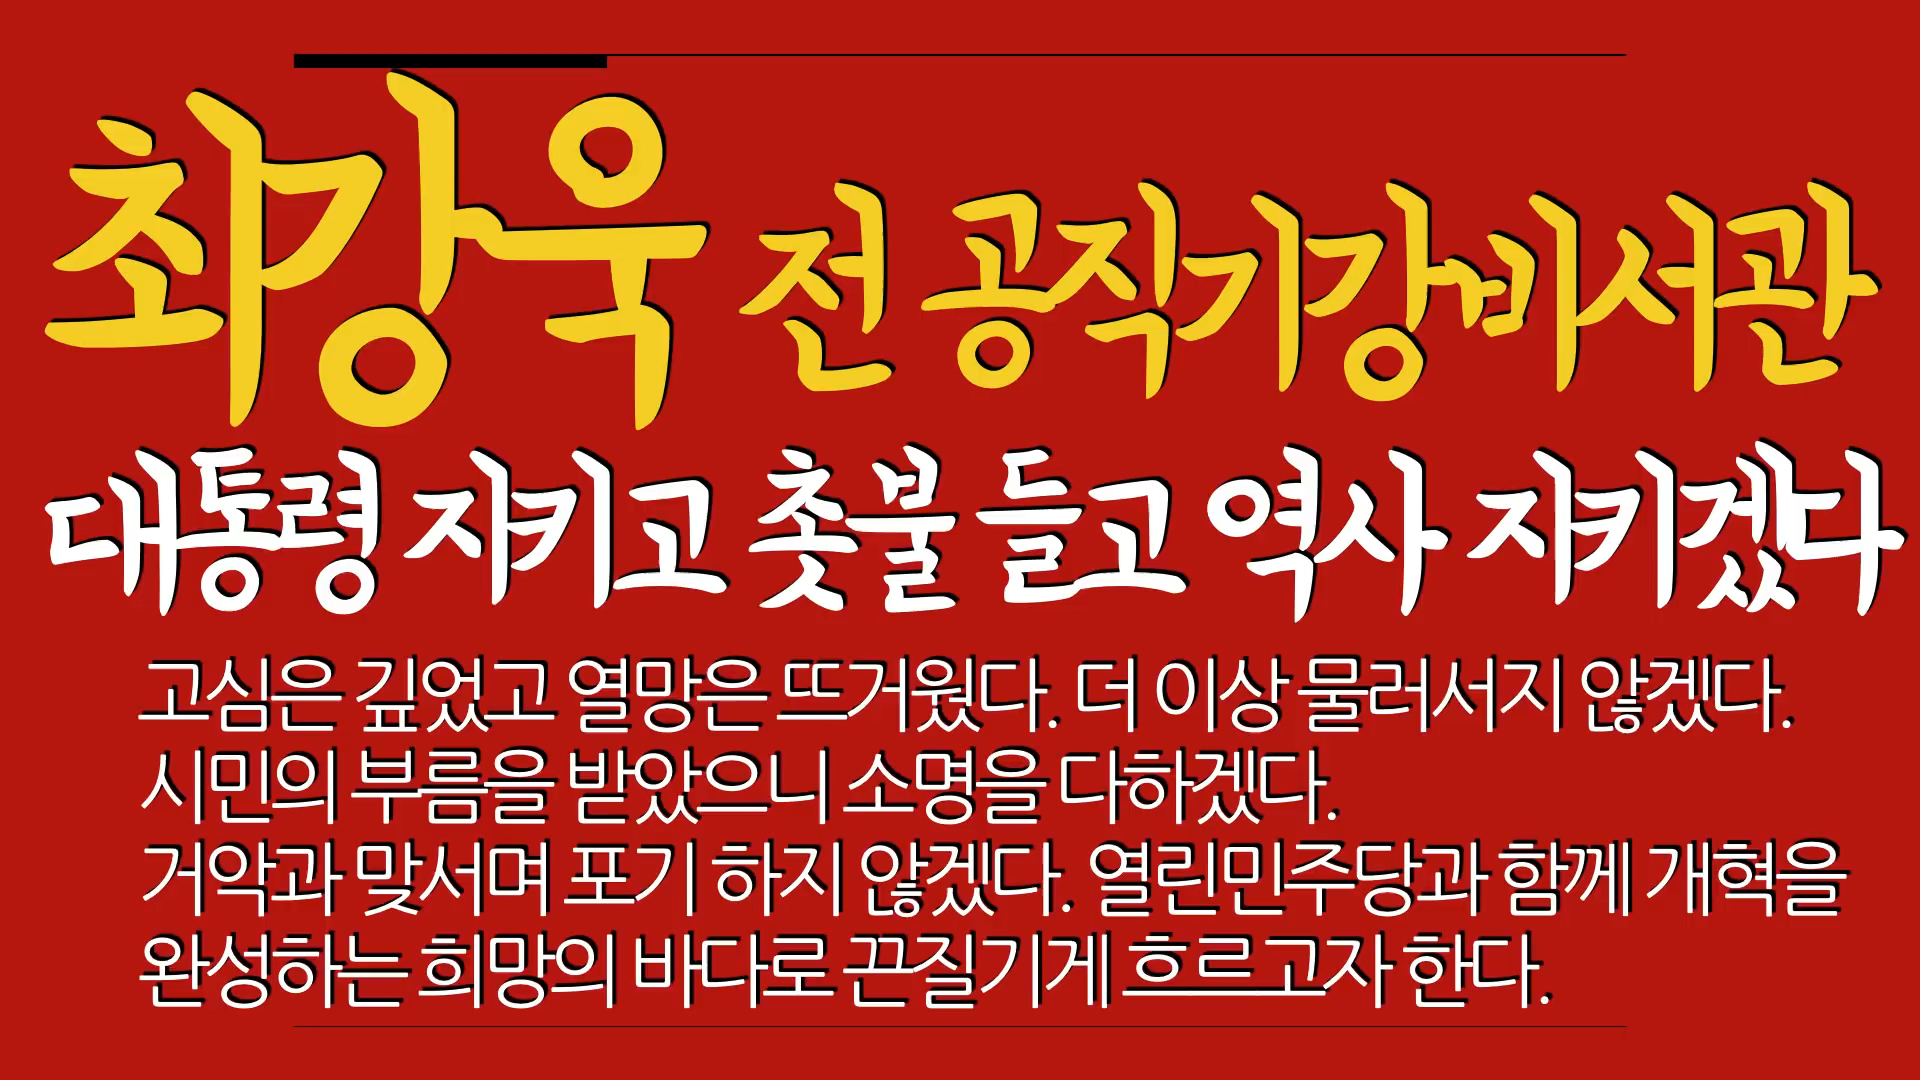 최강욱 전 공직기강비서관
대통령 지키고 촛불 들고 역사 지키겠다
고심은 깊었고 열망은 뜨거웠다. 더 이상 물러서지 않겠다.
시민의 부름을 받았으니 소명을 다하겠다.
거악과 맞서며 포기 하지 않겠다. 열린민주당과 함께 개혁을
완성하는 희망의 바다로 끈질기게 흐르고자 한다.